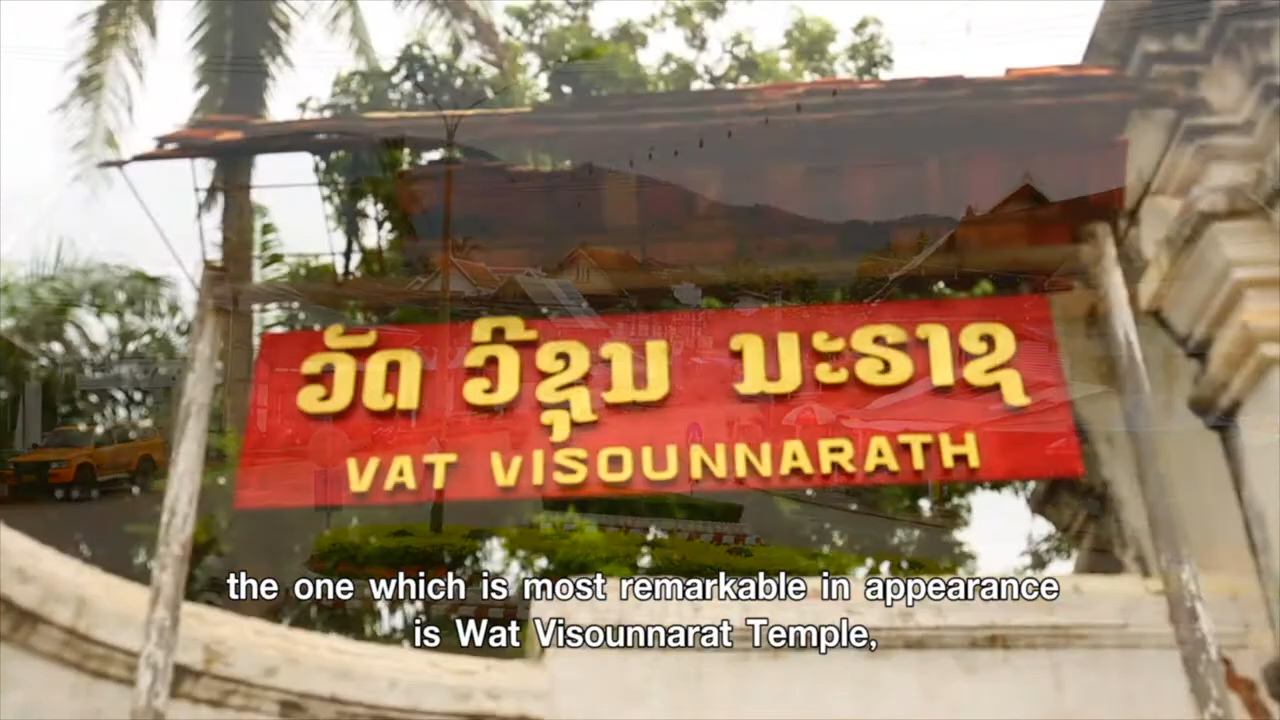 ວັດ ວິຊຸນ ນະຣາຊ
VAT VISOUNNARATH
the one which is most remarkable in appearance
is Wat Visounnarat Temple,